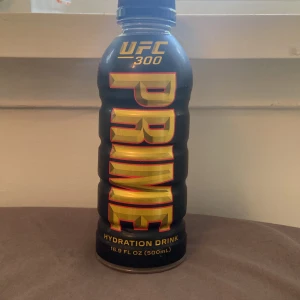 UFC
300
PRIME
HYDRATION DRINK
16.9 FL OZ (500mL)